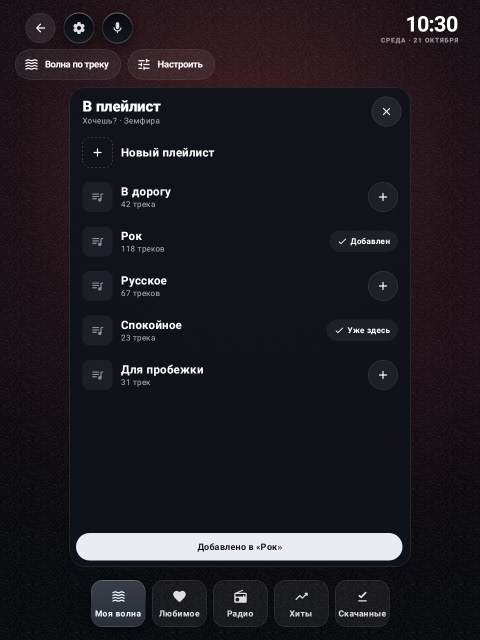 10:30
СРЕДА · 21 ОКТЯБРЯ
Волна по треку
Настроить
В плейлист
Хочешь? · Земфира
Новый плейлист
В дорогу
42 трека
Рок
118 треков
Добавлен
Русское
67 треков
Спокойное
23 трека
Уже здесь
Для пробежки
31 трек
Добавлено в «Рок»
Моя волна
Любимое
Радио
Хиты
Скачанные